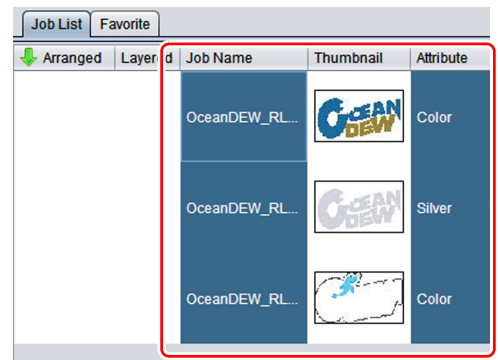 Job List Favorite
Arranged Layered Job Name Thumbnail Attribute
OceanDEW_RL... OCEAN DEW Color
OceanDEW_RL... OCEAN DEW Silver
OceanDEW_RL... Color